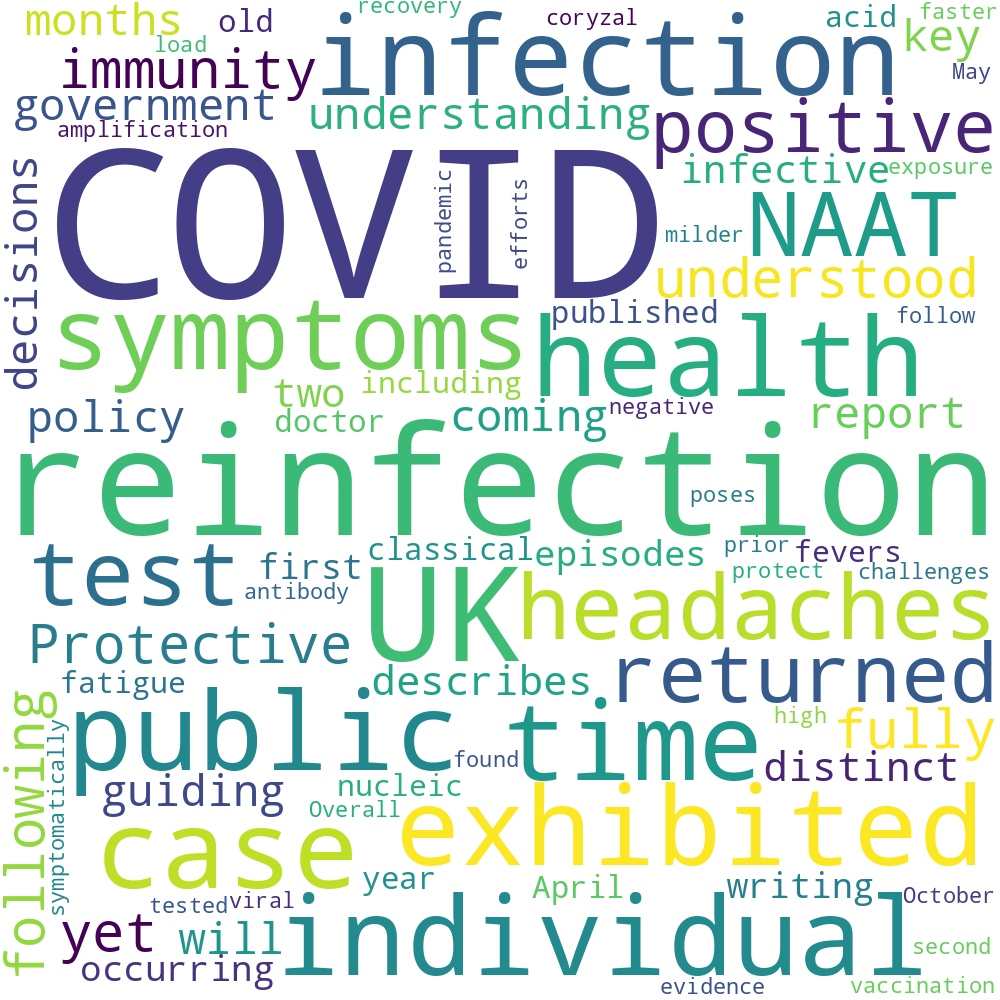 recovery
coryzal
acid
faster
months
old
load
infection
key
immunity
May
government
understanding
positive
amplification
COVID
pandemic
efforts
infective
exposure
decisions
NAAT
milder
understood
symptoms
published
follow
health
two
including
doctor
coming
negative
report
policy
reinfection
poses
test
first
classical
episodes
prior
fevers
antibody
UK
protect
challenges
headaches
Protective
returned
fatigue
describes
public
time
high
fully
following
symptomatically
found
distinct
guiding
nucleic
Overall
exhibited
case
year
April
writing
October
tested
viral
individual
yet
will
second
occurring
evidence
vaccination